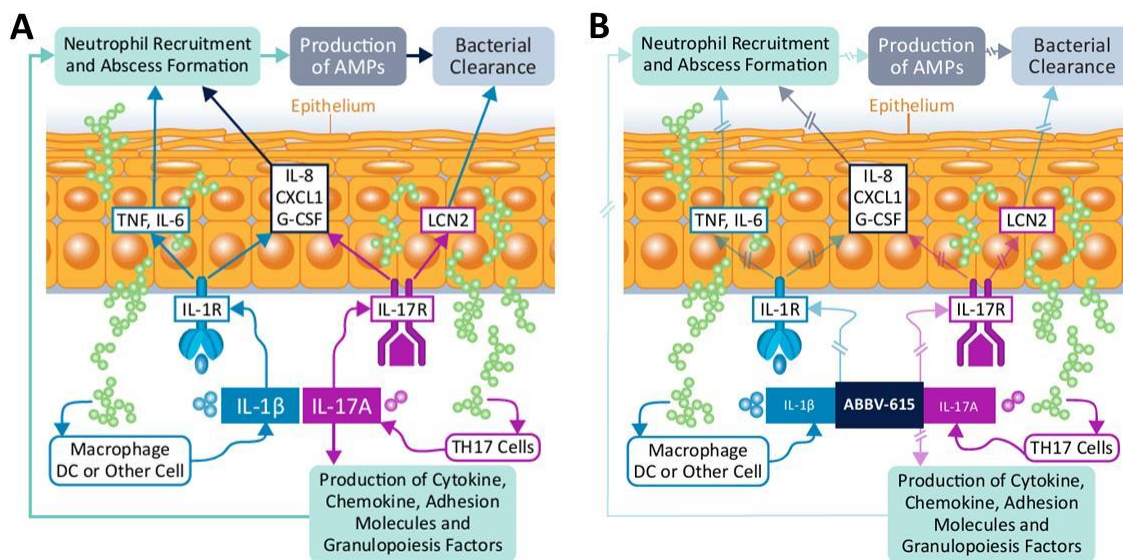 A
Neutrophil Recruitment
and Abscess Formation
Production
of AMPs
Bacterial
Clearance
Epithelium
IL-8
CXCL1
G-CSF
TNF, IL-6
LCN2
IL-1R
IL-17R
IL-1β
IL-17A
Macrophage
DC or Other Cell
TH17 Cells
Production of Cytokine,
Chemokine, Adhesion
Molecules and
Granulopoiesis Factors
B
Neutrophil Recruitment
and Abscess Formation
Production
of AMPs
Bacterial
Clearance
Epithelium
IL-8
CXCL1
G-CSF
TNF, IL-6
LCN2
IL-1R
IL-17R
IL-1β
ABBV-615
IL-17A
Macrophage
DC or Other Cell
TH17 Cells
Production of Cytokine,
Chemokine, Adhesion
Molecules and
Granulopoiesis Factors